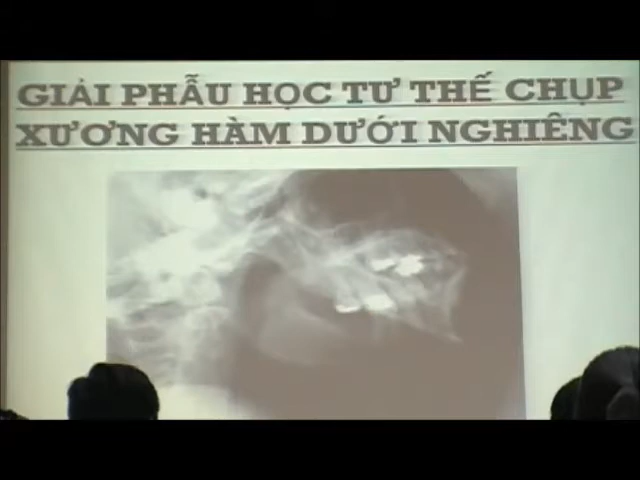 GIẢI PHẪU HỌC TƯ THẾ CHỤP
XƯƠNG HÀM DƯỚI NGHIÊNG